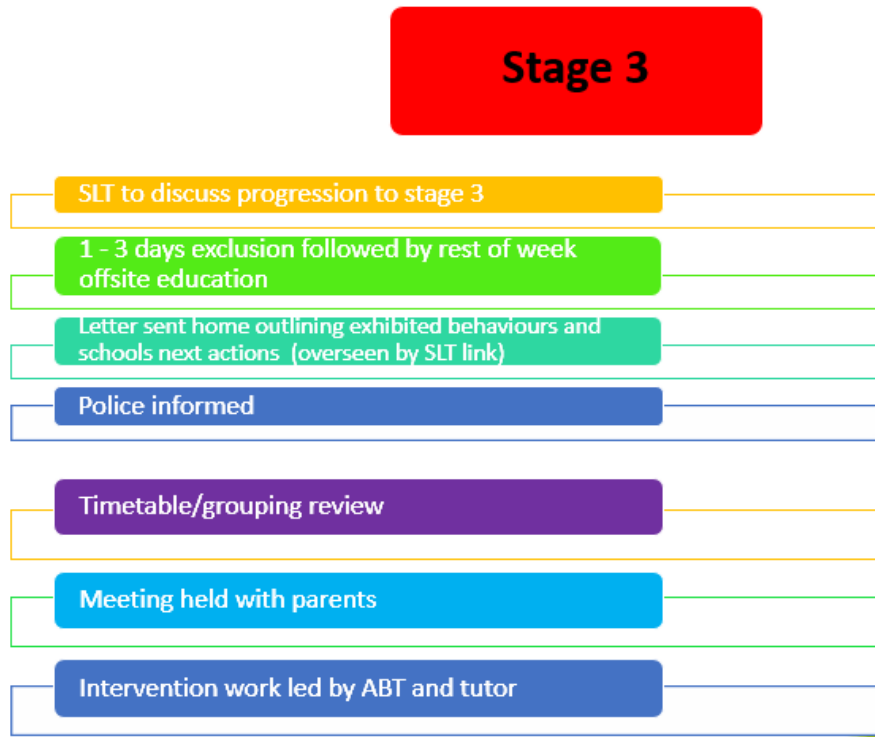 Stage 3
SLT to discuss progression to stage 3
1 - 3 days exclusion followed by rest of week
offsite education
Letter sent home outlining exhibited behaviours and
schools next actions  (overseen by SLT link)
Police informed
Timetable/grouping review
Meeting held with parents
Intervention work led by ABT and tutor